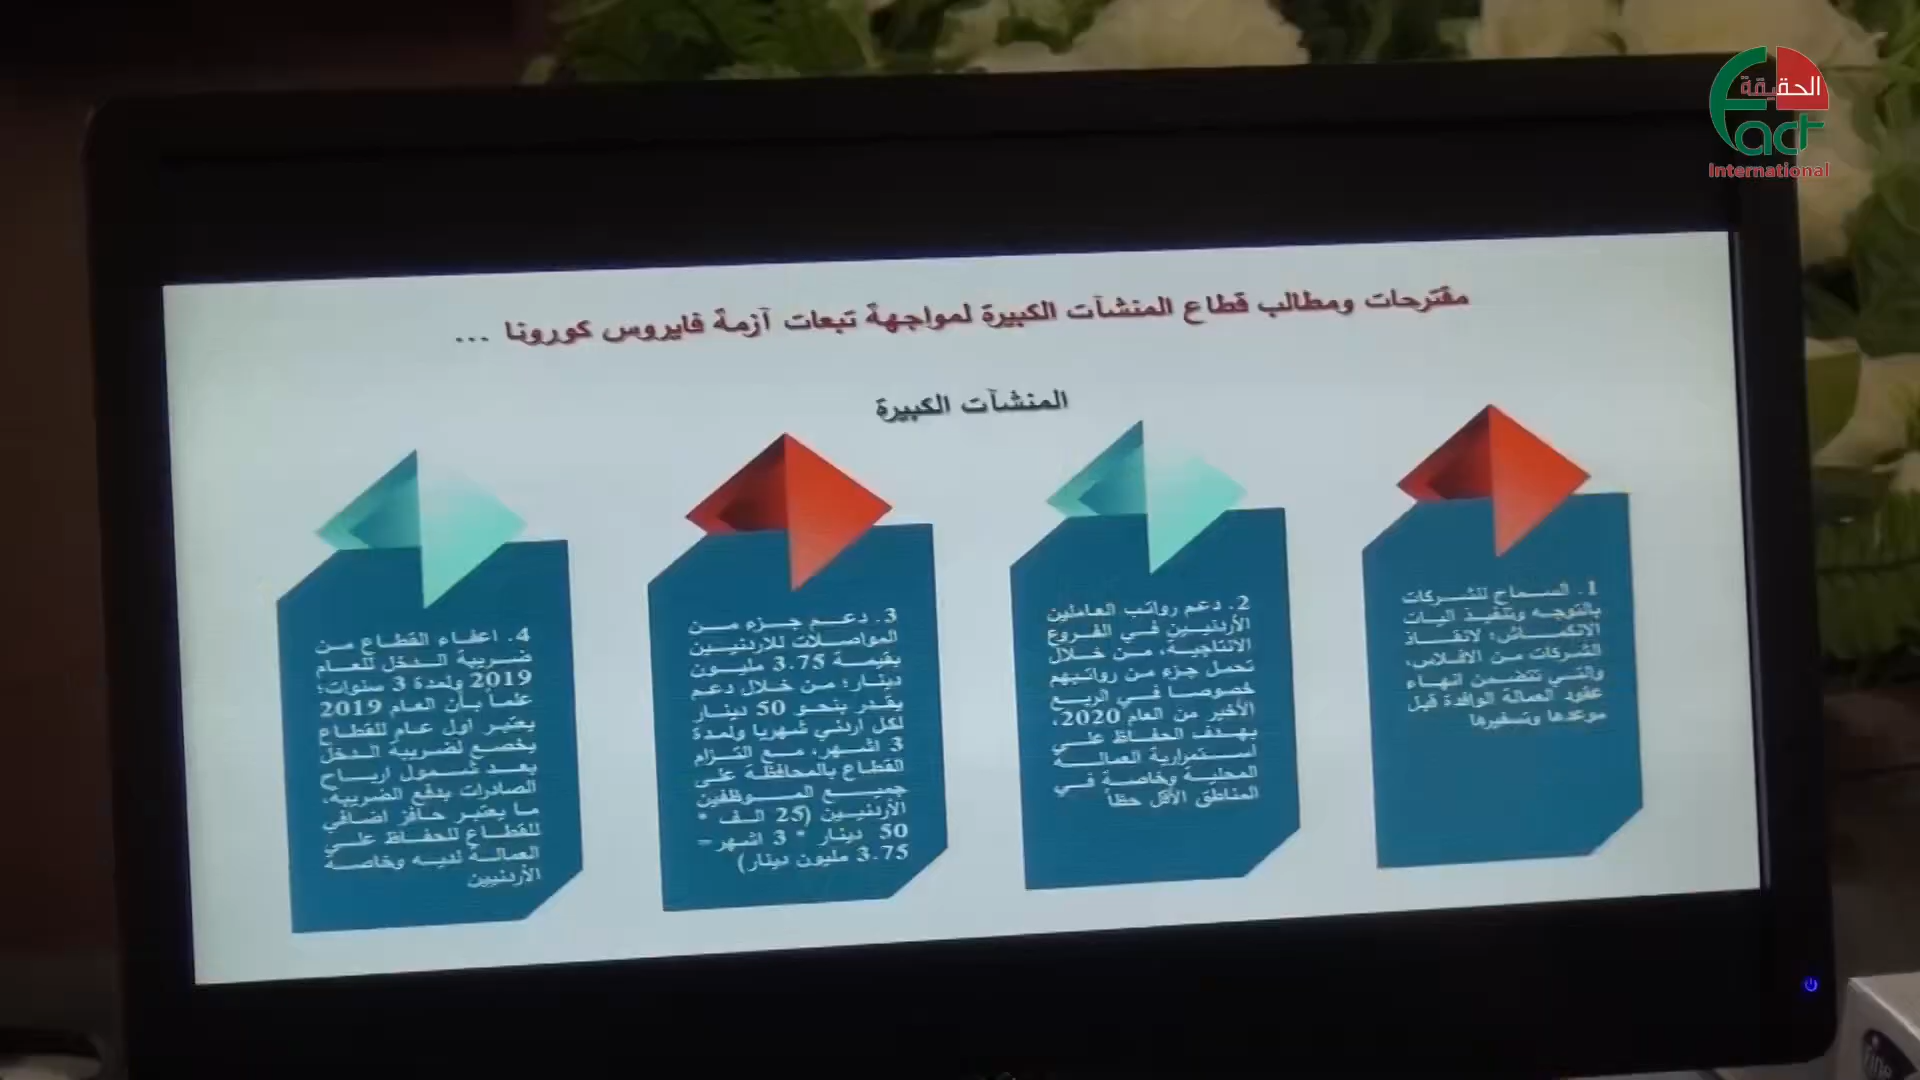 الحقيقة
Fact
International
مقترحات ومطالب قطاع المنشآت الكبيرة لمواجهة تبعات آزمة فايروس كورونا ...
المنشآت الكبيرة
1. السماح للشركات
بالتوجه وتنفيذ اليات
الانكماش؛ لانقاذ
الشركات من الافلاس،
والتي تتضمن انهاء
عقود العمالة الوافدة قبل
موعدها وتسفيرها
2. دعم رواتب العاملين
الأردنيين في الفروع
الانتاجية، من خلال
تحمل جزء من رواتبهم
خصوصا في الربع
الأخير من العام 2020،
بهدف الحفاظ على
استمرارية العمالة
المحلية وخاصة في
المناطق الأقل حظاً
3. دعم جزء من
المواصلات للاردنيين
بقيمة 3.75 مليون
دينار؛ من خلال دعم
يقدر بنحو 50 دينار
لكل اردني شهريا ولمدة
3 اشهر، مع التزام
القطاع بالمحافظة على
جميع الموظفين
الأردنيين (25 الف *
50 دينار * 3 اشهر=
3.75 مليون دينار)
4. اعفاء القطاع من
ضريبة الدخل للعام
2019 ولمدة 3 سنوات؛
علماً بأن العام 2019
يعتبر اول عام للقطاع
يخضع لضريبة الدخل
بعد شمول ارباح
الصادرات بدفع الضريبة،
ما يعتبر حافز اضافي
للقطاع للحفاظ على
العمالة لديه وخاصة
الأردنيين
fine